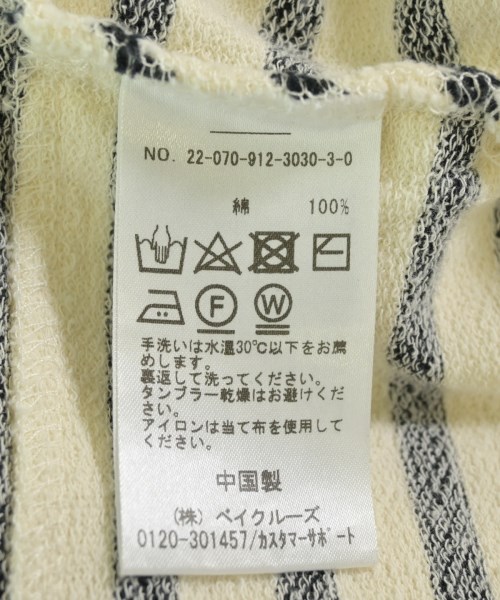 NO. 22-070-912-3030-3-0
綿 100%
F W
手洗いは水温30℃以下をお薦
めします。
裏返して洗ってください。
タンブラー乾燥はお避けくだ
さい。
アイロンは当て布を使用して
ください。
中国製
(株) ベイクルーズ
0120-301457/カスタマーサポート